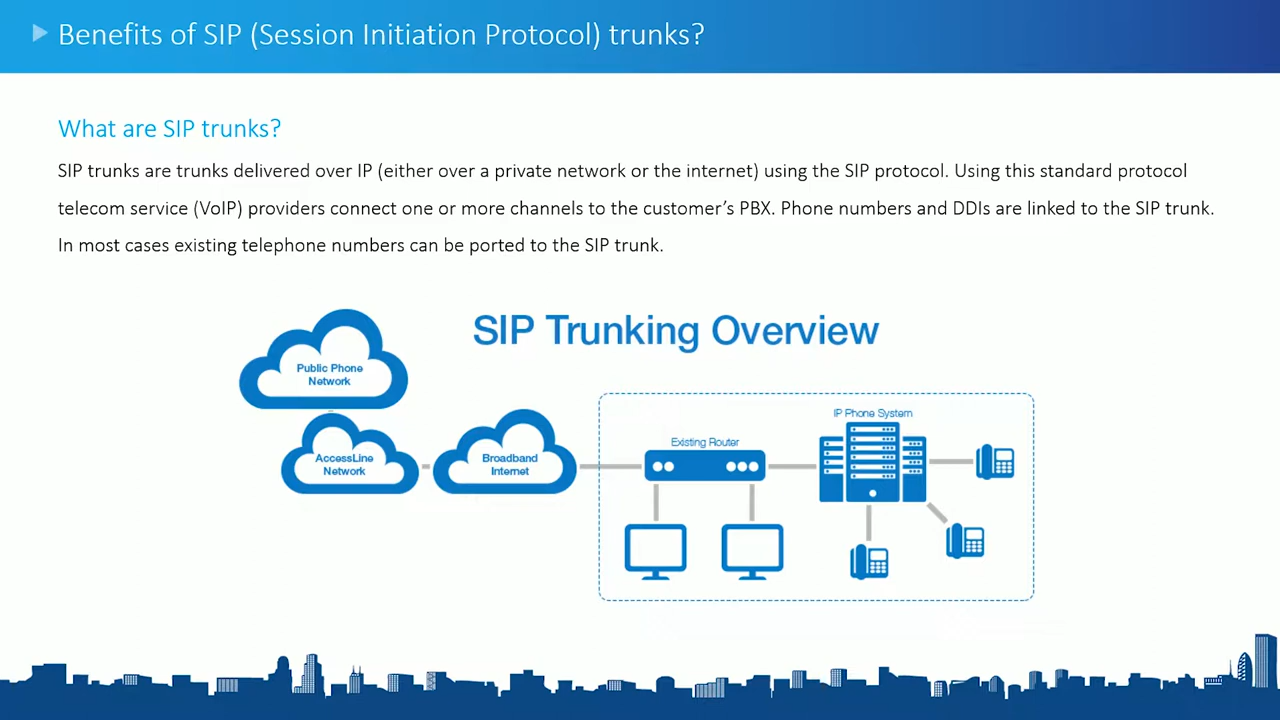 Benefits of SIP (Session Initiation Protocol) trunks?
What are SIP trunks?
SIP trunks are trunks delivered over IP (either over a private network or the internet) using the SIP protocol. Using this standard protocol
telecom service (VoIP) providers connect one or more channels to the customer’s PBX. Phone numbers and DDIs are linked to the SIP trunk.
In most cases existing telephone numbers can be ported to the SIP trunk.
SIP Trunking Overview
Public Phone
Network
AccessLine
Network
Broadband
Internet
Existing Router
IP Phone System